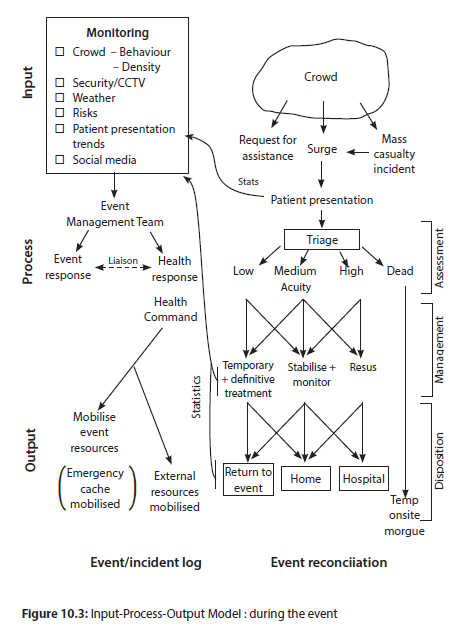 Monitoring
Crowd – Behaviour
– Density
Security/CCTV
Weather
Risks
Patient presentation
trends
Social media
Input
Crowd
Request for
assistance
Surge
Mass
casualty
incident
Stats
Patient presentation
Event
Management Team
Event
response
Liaison
Health
response
Process
Triage
Low
Medium
Acuity
High
Dead
Assessment
Health
Command
Temporary
+ definitive
treatment
Stabilise +
monitor
Resus
Management
Statistics
Mobilise
event
resources
Emergency
cache
mobilised
External
resources
mobilised
Output
Return to
event
Home
Hospital
Temp
onsite
morgue
Disposition
Event/incident log
Event reconciiation
Figure 10.3: Input-Process-Output Model : during the event